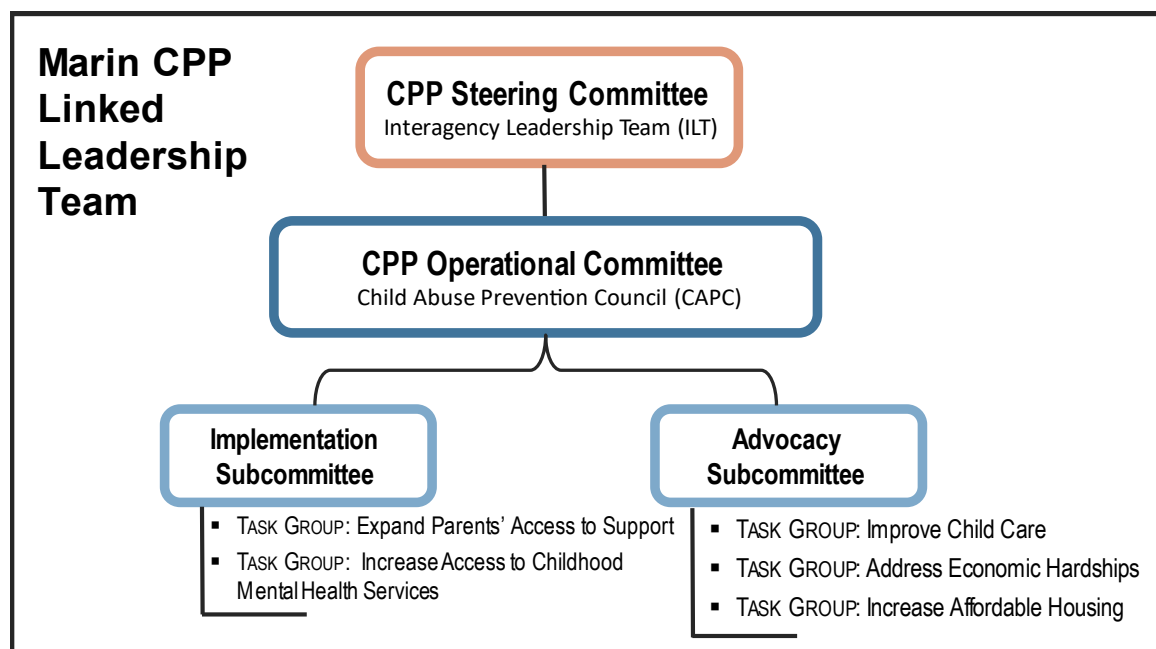 Marin CPP
Linked
Leadership
Team
CPP Steering Committee
Interagency Leadership Team (ILT)
CPP Operational Committee
Child Abuse Prevention Council (CAPC)
Implementation
Subcommittee
▪ TASK GROUP: Expand Parents’ Access to Support
▪ TASK GROUP: Increase Access to Childhood
Mental Health Services
Advocacy
Subcommittee
▪ TASK GROUP: Improve Child Care
▪ TASK GROUP: Address Economic Hardships
▪ TASK GROUP: Increase Affordable Housing